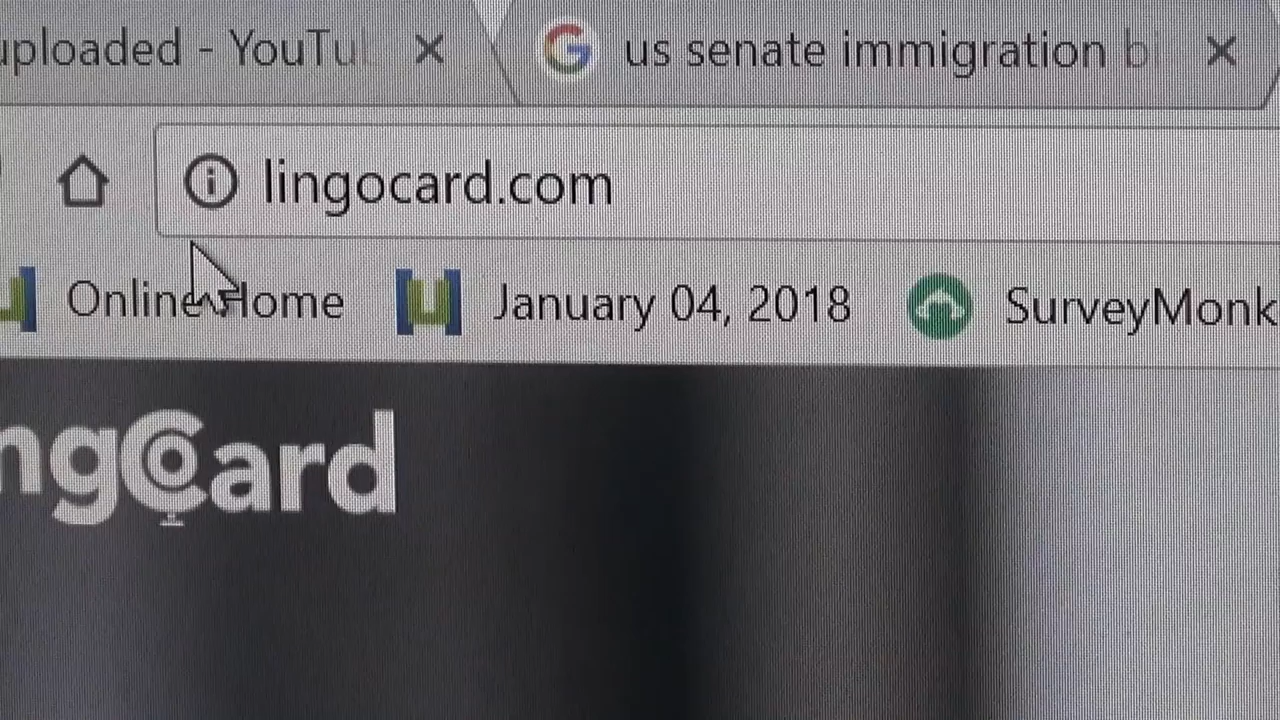 uploaded - YouTu us senate immigration b
lingocard.com
Online Home January 04, 2018 SurveyMonk
ngCard